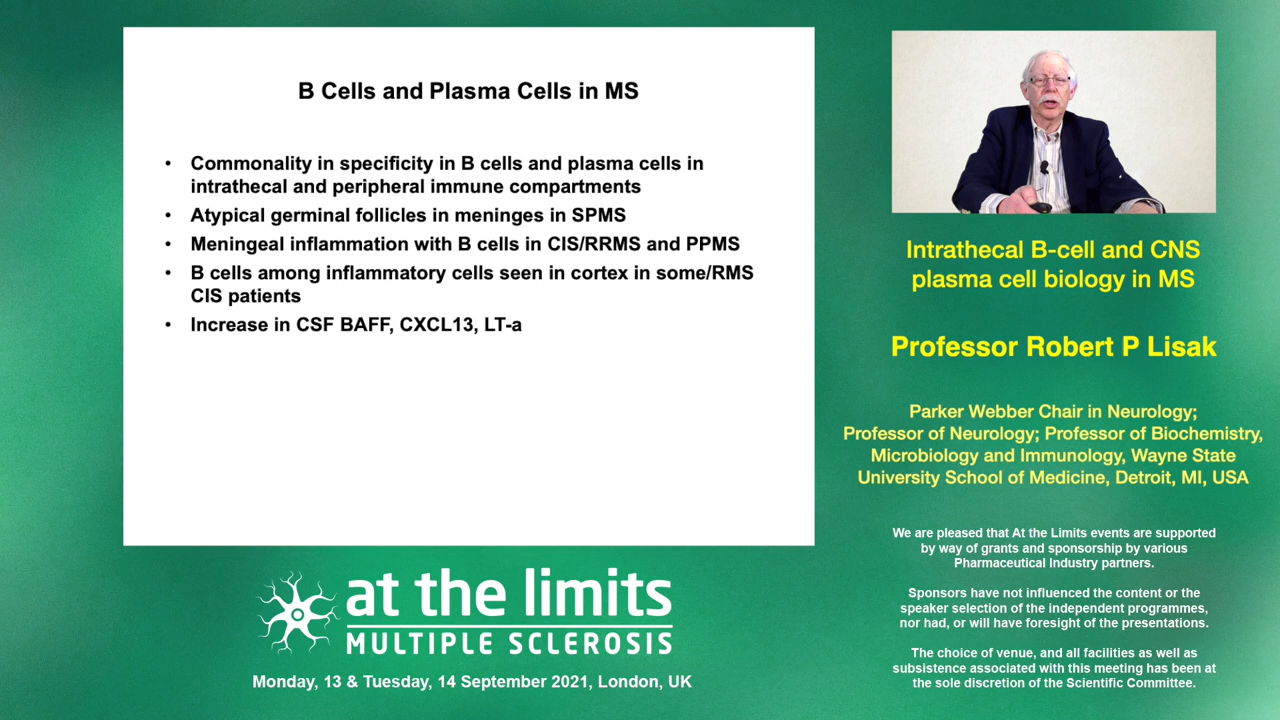 B Cells and Plasma Cells in MS
• Commonality in specificity in B cells and plasma cells in
intrathecal and peripheral immune compartments
• Atypical germinal follicles in meninges in SPMS
• Meningeal inflammation with B cells in CIS/RRMS and PPMS
• B cells among inflammatory cells seen in cortex in some/RMS
CIS patients
• Increase in CSF BAFF, CXCL13, LT-a
at the limits
MULTIPLE SCLEROSIS
Monday, 13 & Tuesday, 14 September 2021, London, UK
Intrathecal B-cell and CNS
plasma cell biology in MS
Professor Robert P Lisak
Parker Webber Chair in Neurology;
Professor of Neurology; Professor of Biochemistry,
Microbiology and Immunology, Wayne State
University School of Medicine, Detroit, MI, USA
We are pleased that At the Limits events are supported
by way of grants and sponsorship by various
Pharmaceutical Industry partners.
Sponsors have not influenced the content or the
speaker selection of the independent programmes,
nor had, or will have foresight of the presentations.
The choice of venue, and all facilities as well as
subsistence associated with this meeting has been at
the sole discretion of the Scientific Committee.